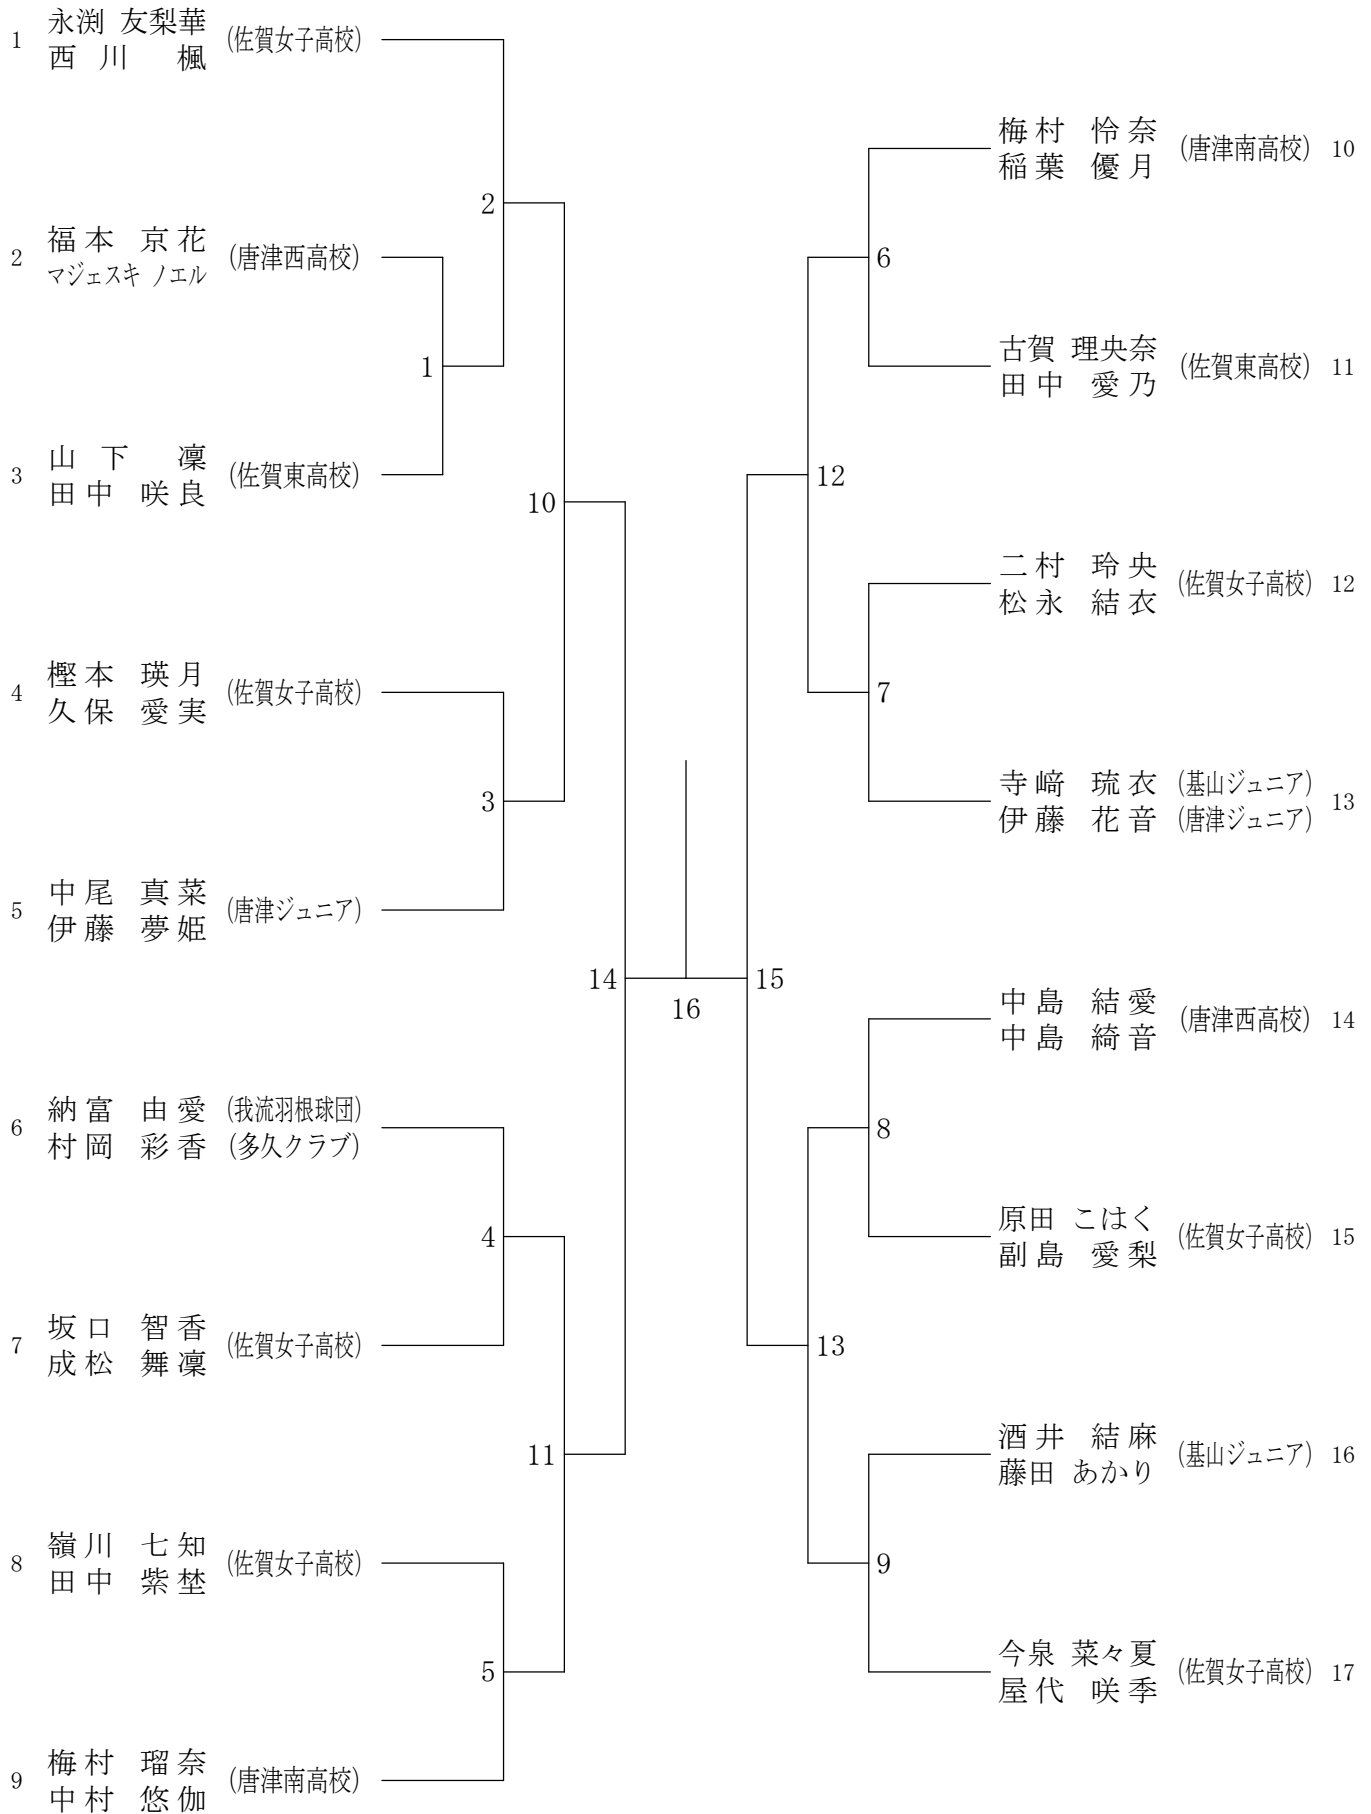 1 永渕 友梨華 (佐賀女子高校)
西川 楓
2 福本 京花 (唐津西高校)
マジェスキ ノエル
3 山下 凜 (佐賀東高校)
田中 咲良
4 樫本 瑛月 (佐賀女子高校)
久保 愛実
5 中尾 真菜 (唐津ジュニア)
伊藤 夢姫
6 納富 由愛 (我流羽根球団)
村岡 彩香 (多久クラブ)
7 坂口 智香 (佐賀女子高校)
成松 舞凜
8 嶺川 七知 (佐賀女子高校)
田中 紫埜
9 梅村 瑠奈 (唐津南高校)
中村 悠伽
2
1
10
3
14
4
11
5
16
6
12
7
15
8
13
9
梅村 怜奈 (唐津南高校) 10
稲葉 優月
古賀 理央奈 (佐賀東高校) 11
田中 愛乃
二村 玲央 (佐賀女子高校) 12
松永 結衣
寺﨑 琉衣 (基山ジュニア) 13
伊藤 花音 (唐津ジュニア)
中島 結愛 (唐津西高校) 14
中島 綺音
原田 こはく (佐賀女子高校) 15
副島 愛梨
酒井 結麻 (基山ジュニア) 16
藤田 あかり
今泉 菜々夏 (佐賀女子高校) 17
屋代 咲季